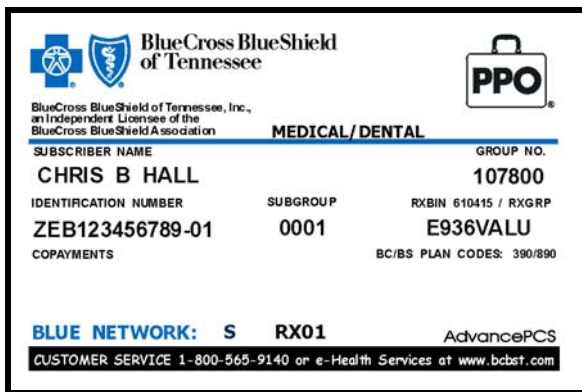 BlueCross BlueShield
of Tennessee
PPO
®
BlueCross BlueShield of Tennessee, Inc.,
an Independent Licensee of the
BlueCross BlueShield Association
MEDICAL/DENTAL
SUBSCRIBER NAME GROUP NO.
CHRIS B HALL 107800
IDENTIFICATION NUMBER SUBGROUP RXBIN 610415 / RXGRP
ZEB123456789-01 0001 E936VALU
COPAYMENTS BC/BS PLAN CODES: 390/890
BLUE NETWORK: S RX01 AdvancePCS
CUSTOMER SERVICE 1-800-565-9140 or e-Health Services at www.bcbst.com